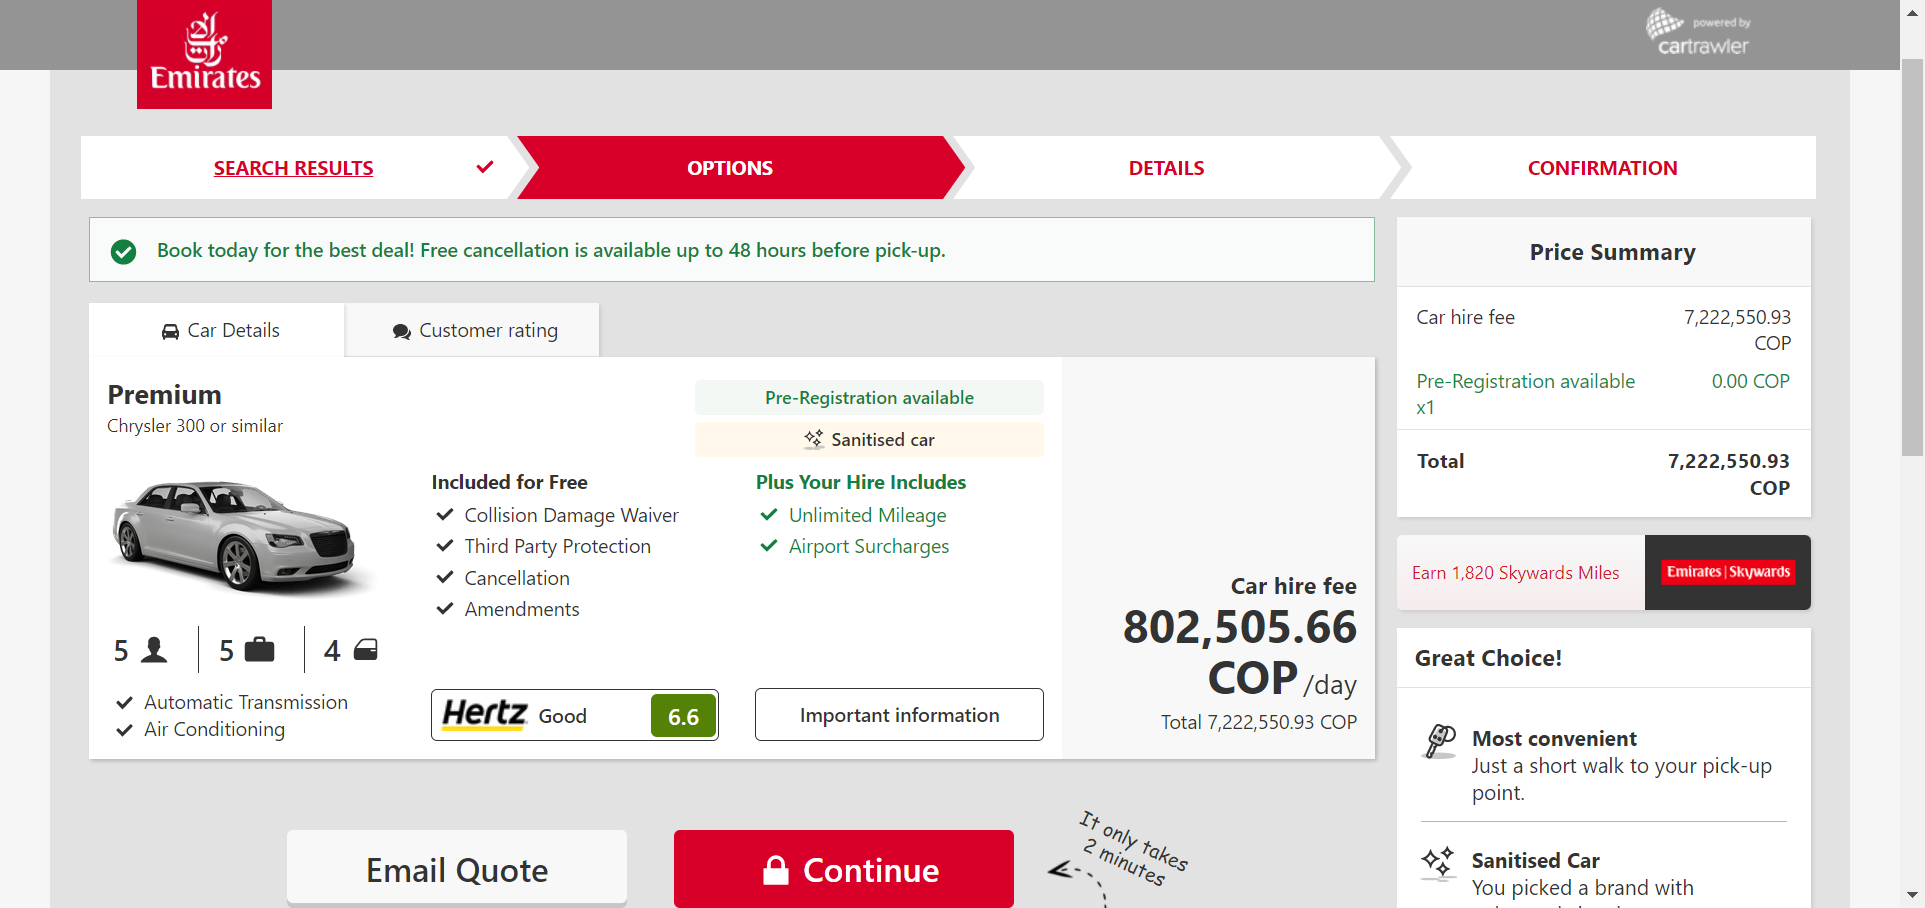 Emirates
powered by
cartrawler
SEARCH RESULTS
OPTIONS
DETAILS
CONFIRMATION
Book today for the best deal! Free cancellation is available up to 48 hours before pick-up.
Car Details
Customer rating
Premium
Chrysler 300 or similar
Pre-Registration available
Sanitised car
Included for Free
Collision Damage Waiver
Third Party Protection
Cancellation
Amendments
Plus Your Hire Includes
Unlimited Mileage
Airport Surcharges
5
5
4
Automatic Transmission
Air Conditioning
Hertz Good 6.6
Important information
Car hire fee
802,505.66
COP /day
Total 7,222,550.93 COP
Email Quote
Continue
It only takes
2 minutes
Price Summary
Car hire fee 7,222,550.93
COP
Pre-Registration available 0.00 COP
x1
Total 7,222,550.93
COP
Earn 1,820 Skywards Miles
Emirates | Skywards
Great Choice!
Most convenient
Just a short walk to your pick-up
point.
Sanitised Car
You picked a brand with